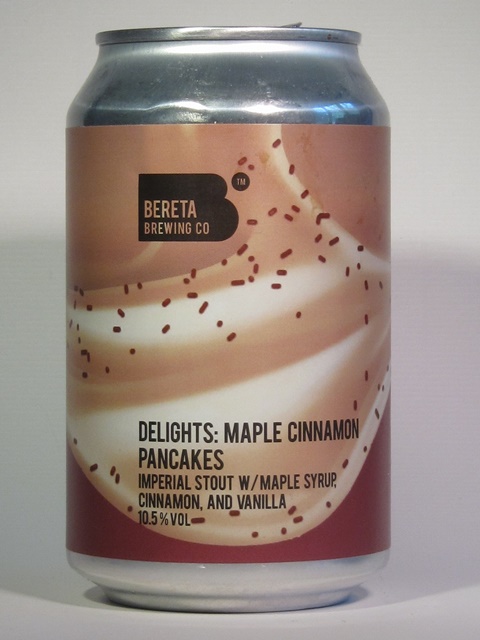 TM
BERETA
BREWING CO
DELIGHTS: MAPLE CINNAMON
PANCAKES
IMPERIAL STOUT W/MAPLE SYRUP,
CINNAMON, AND VANILLA
10.5%VOL